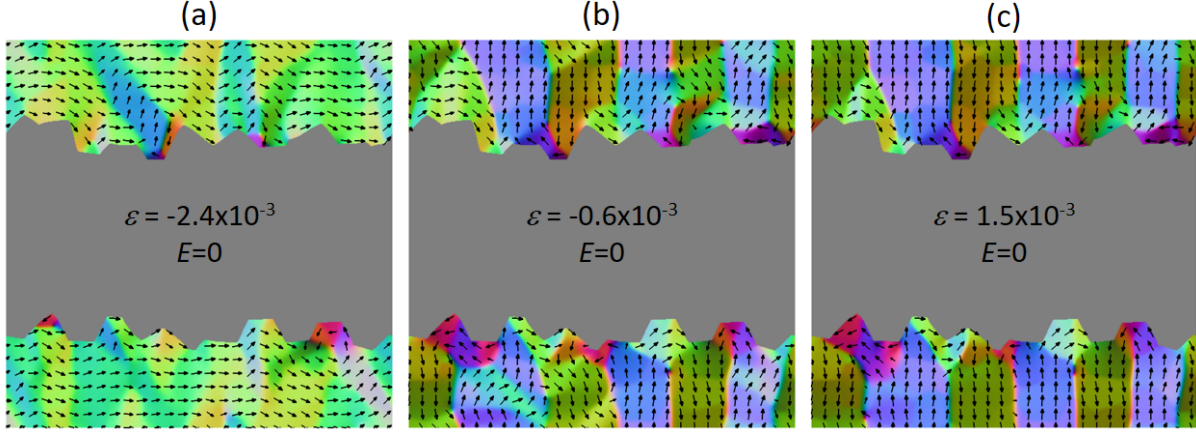 (a) (b) (c)
ε = -2.4x10⁻³ ε = -0.6x10⁻³ ε = 1.5x10⁻³
E=0 E=0 E=0